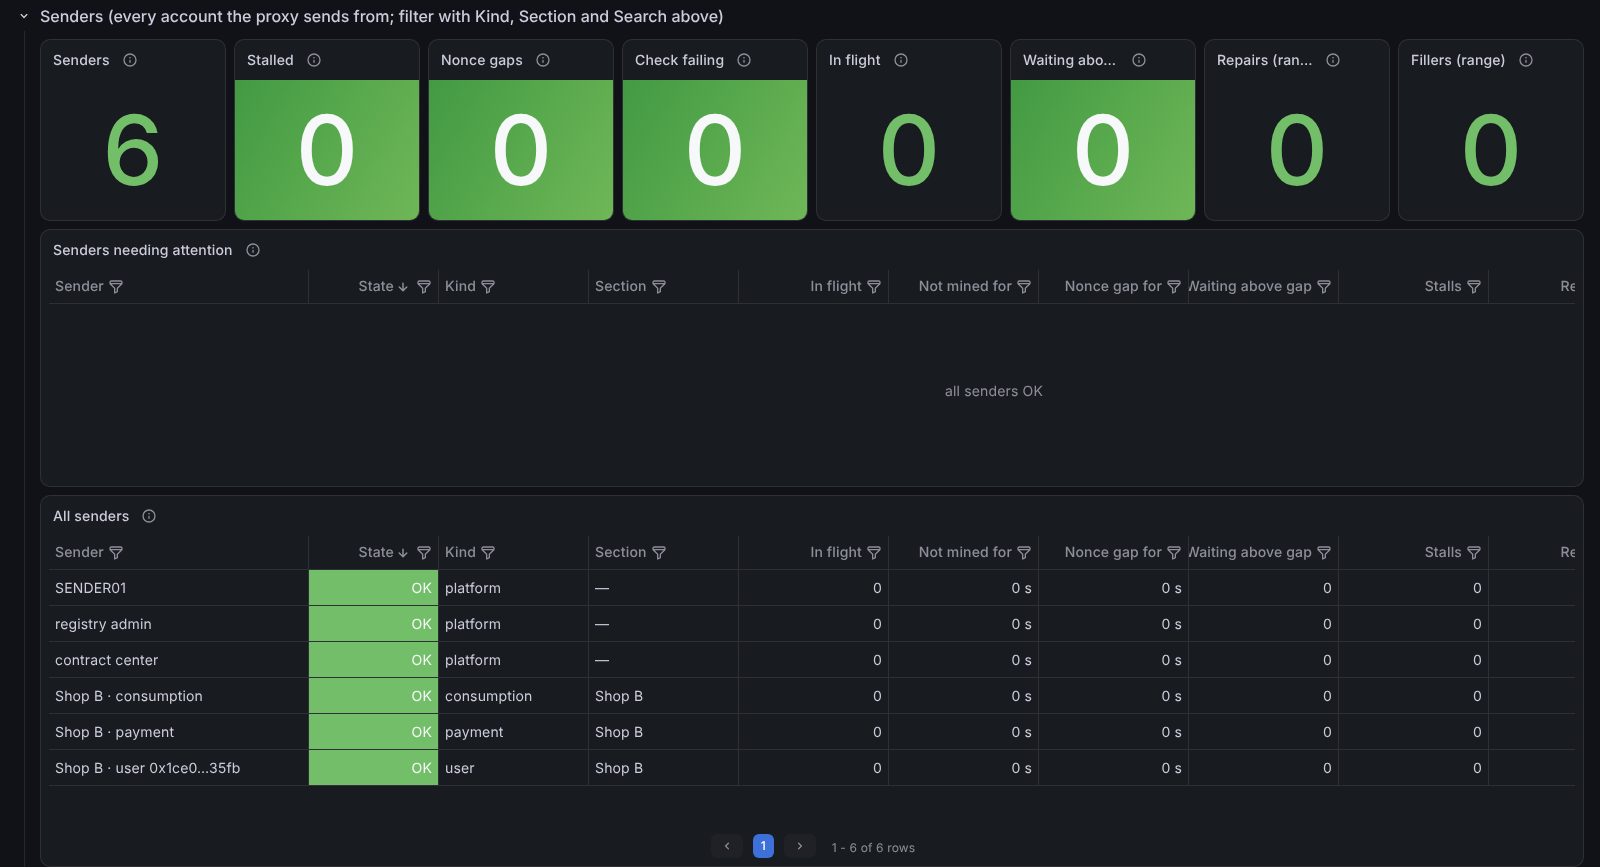 Senders (every account the proxy sends from; filter with Kind, Section and Search above)
Senders
Stalled
Nonce gaps
Check failing
In flight
Waiting abo...
Repairs (ran...
Fillers (range)
6
0
0
0
0
0
0
0
Senders needing attention
Sender State Kind Section In flight Not mined for Nonce gap for Waiting above gap Stalls Re
all senders OK
All senders
Sender State Kind Section In flight Not mined for Nonce gap for Waiting above gap Stalls Re
SENDER01 OK platform — 0 0 s 0 s 0 0
registry admin OK platform — 0 0 s 0 s 0 0
contract center OK platform — 0 0 s 0 s 0 0
Shop B · consumption OK consumption Shop B 0 0 s 0 s 0 0
Shop B · payment OK payment Shop B 0 0 s 0 s 0 0
Shop B · user 0x1ce0...35fb OK user Shop B 0 0 s 0 s 0 0
1
1 - 6 of 6 rows